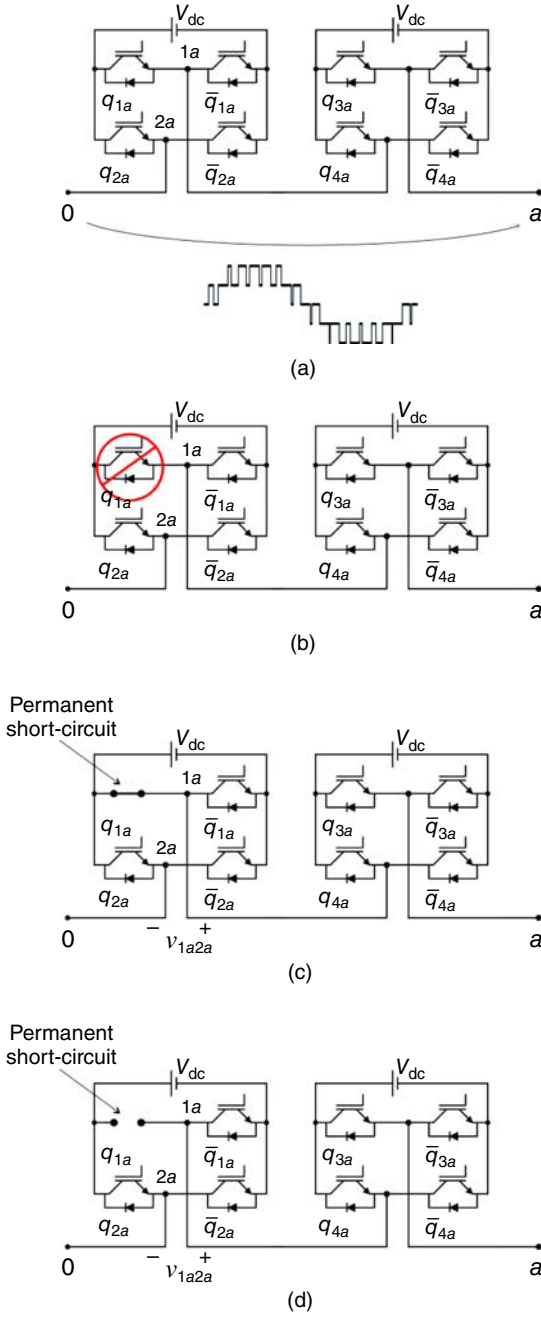 V_dc V_dc
1a
q_1a q̅_1a q_3a q̅_3a
2a
q_2a q̅_2a q_4a q̅_4a
0 a
(a)
V_dc V_dc
1a
q_1a q̅_1a q_3a q̅_3a
2a
q_2a q̅_2a q_4a q̅_4a
0 a
(b)
Permanent
short-circuit
V_dc V_dc
1a
q_1a q̅_1a q_3a q̅_3a
2a
q_2a q̅_2a q_4a q̅_4a
0 − v_1a2a + a
(c)
Permanent
short-circuit
V_dc V_dc
1a
q_1a q̅_1a q_3a q̅_3a
2a
q_2a q̅_2a q_4a q̅_4a
0 − v_1a2a + a
(d)